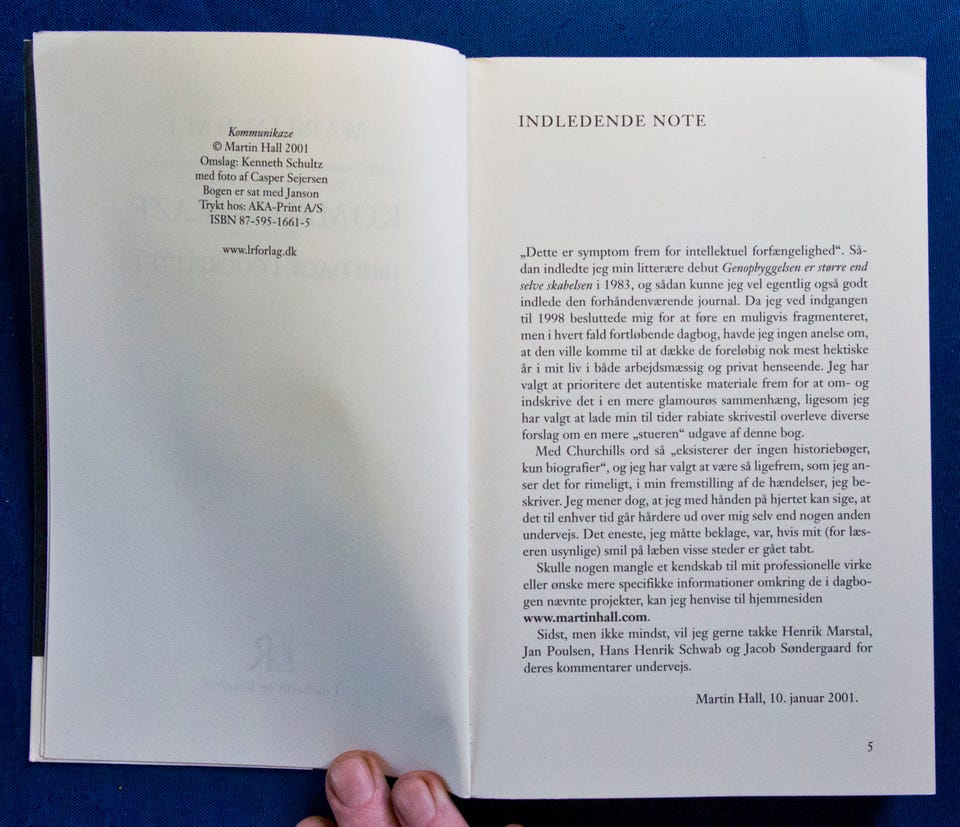 Kommunikaze
© Martin Hall 2001
Omslag: Kenneth Schultz
med foto af Casper Sejersen
Bogen er sat med Janson
Trykt hos: AKA-Print A/S
ISBN 87-595-1661-5
www.lrforlag.dk
INDLEDENDE NOTE
„Dette er symptom frem for intellektuel forfængelighed“. Så-
dan indledte jeg min litterære debut Genopbyggelsen er større end
selve skabelsen i 1983, og sådan kunne jeg vel egentlig også godt
indlede den forhåndenværende journal. Da jeg ved indgangen
til 1998 besluttede mig for at føre en muligvis fragmenteret,
men i hvert fald fortløbende dagbog, havde jeg ingen anelse om,
at den ville komme til at dække de foreløbig nok mest hektiske
år i mit liv i både arbejdsmæssig og privat henseende. Jeg har
valgt at prioritere det autentiske materiale frem for at om- og
indskrive det i en mere glamourøs sammenhæng, ligesom jeg
har valgt at lade min til tider rabiate skrivestil overleve diverse
forslag om en mere „stueren“ udgave af denne bog.
Med Churchills ord så „eksisterer der ingen historiebøger,
kun biografier“, og jeg har valgt at være så ligefrem, som jeg an-
ser det for rimeligt, i min fremstilling af de hændelser, jeg be-
skriver. Jeg mener dog, at jeg med hånden på hjertet kan sige, at
det til enhver tid går hårdere ud over mig selv end nogen anden
undervejs. Det eneste, jeg måtte beklage, var, hvis mit (for læs-
eren usynlige) smil på læben visse steder er gået tabt.
Skulle nogen mangle et kendskab til mit professionelle virke
eller ønske mere specifikke informationer omkring de i dagbo-
gen nævnte projekter, kan jeg henvise til hjemmesiden
www.martinhall.com.
Sidst, men ikke mindst, vil jeg gerne takke Henrik Marstal,
Jan Poulsen, Hans Henrik Schwab og Jacob Søndergaard for
deres kommentarer undervejs.
Martin Hall, 10. januar 2001.
5